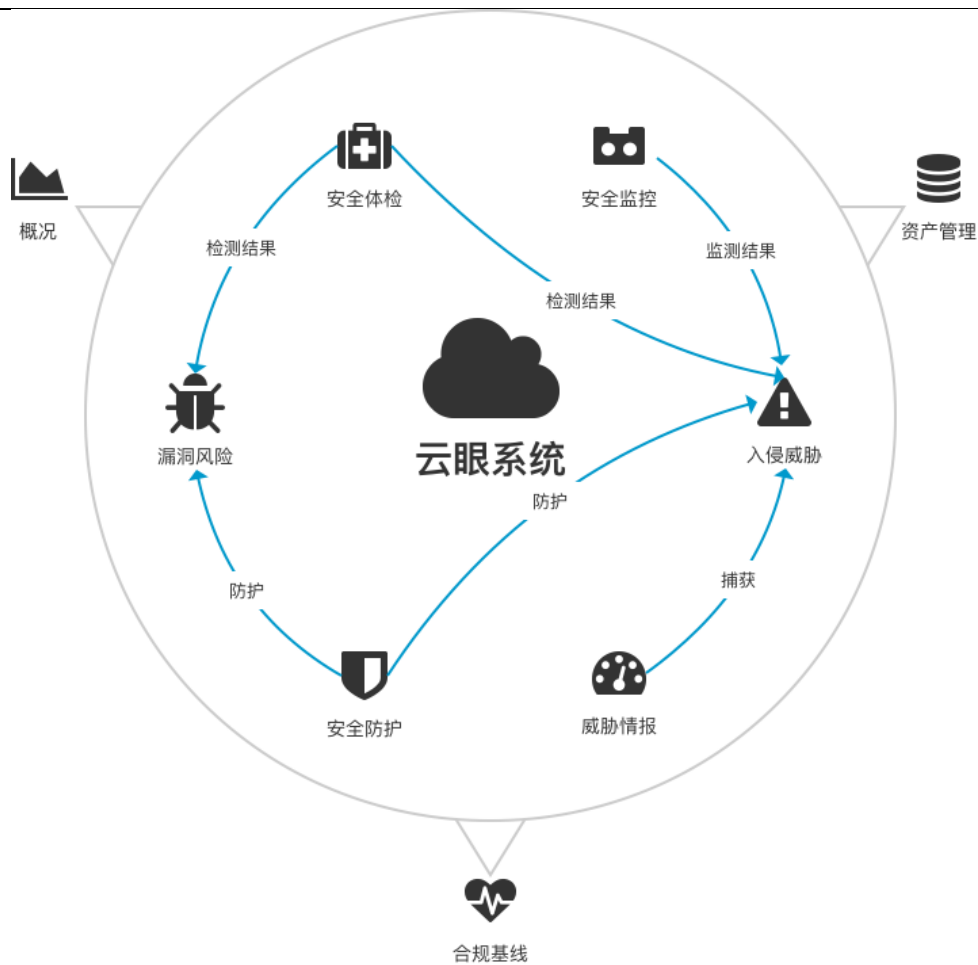 安全体检
安全监控
概况
资产管理
检测结果
监测结果
检测结果
云眼系统
漏洞风险
入侵威胁
防护
防护
捕获
安全防护
威胁情报
合规基线